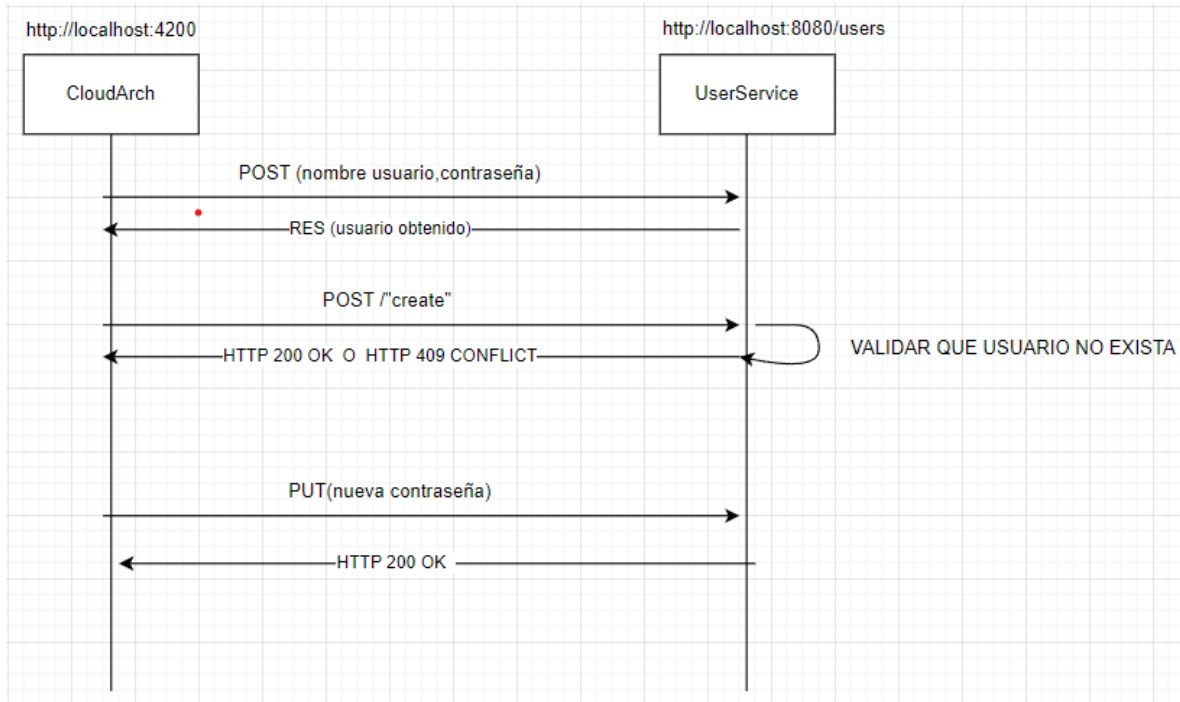 http://localhost:4200
http://localhost:8080/users
CloudArch
UserService
POST (nombre usuario,contraseña)
RES (usuario obtenido)
POST /"create"
HTTP 200 OK O HTTP 409 CONFLICT
VALIDAR QUE USUARIO NO EXISTA
PUT(nueva contraseña)
HTTP 200 OK